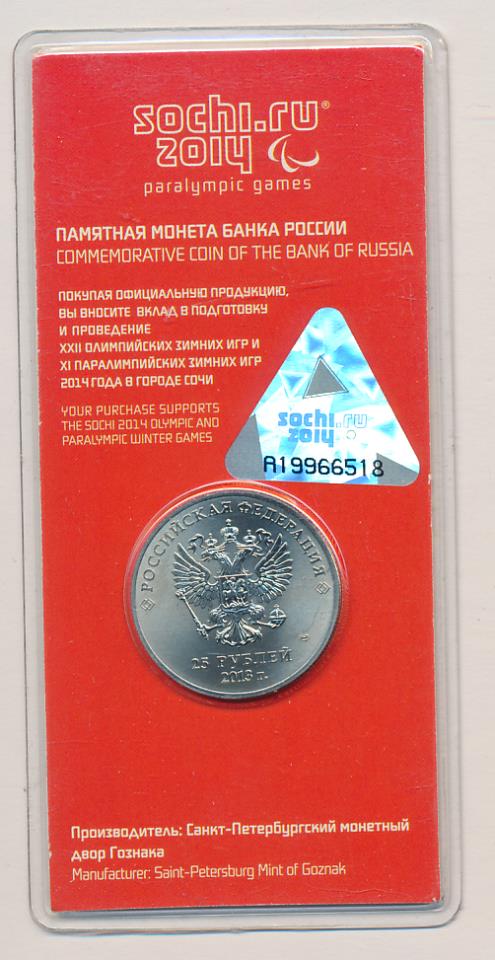 sochi.ru®
2014
paralympic games
ПАМЯТНАЯ МОНЕТА БАНКА РОССИИ
COMMEMORATIVE COIN OF THE BANK OF RUSSIA
ПОКУПАЯ ОФИЦИАЛЬНУЮ ПРОДУКЦИЮ,
ВЫ ВНОСИТЕ ВКЛАД В ПОДГОТОВКУ
И ПРОВЕДЕНИЕ
XXII ОЛИМПИЙСКИХ ЗИМНИХ ИГР И
XI ПАРАЛИМПИЙСКИХ ЗИМНИХ ИГР
2014 ГОДА В ГОРОДЕ СОЧИ
YOUR PURCHASE SUPPORTS
THE SOCHI 2014 OLYMPIC AND
PARALYMPIC WINTER GAMES
sochi.ru
2014
A19966518
РОССИЙСКАЯ ФЕДЕРАЦИЯ
25 РУБЛЕЙ
2013 г.
Производитель: Санкт-Петербургский монетный
двор Гознака
Manufacturer: Saint-Petersburg Mint of Goznak